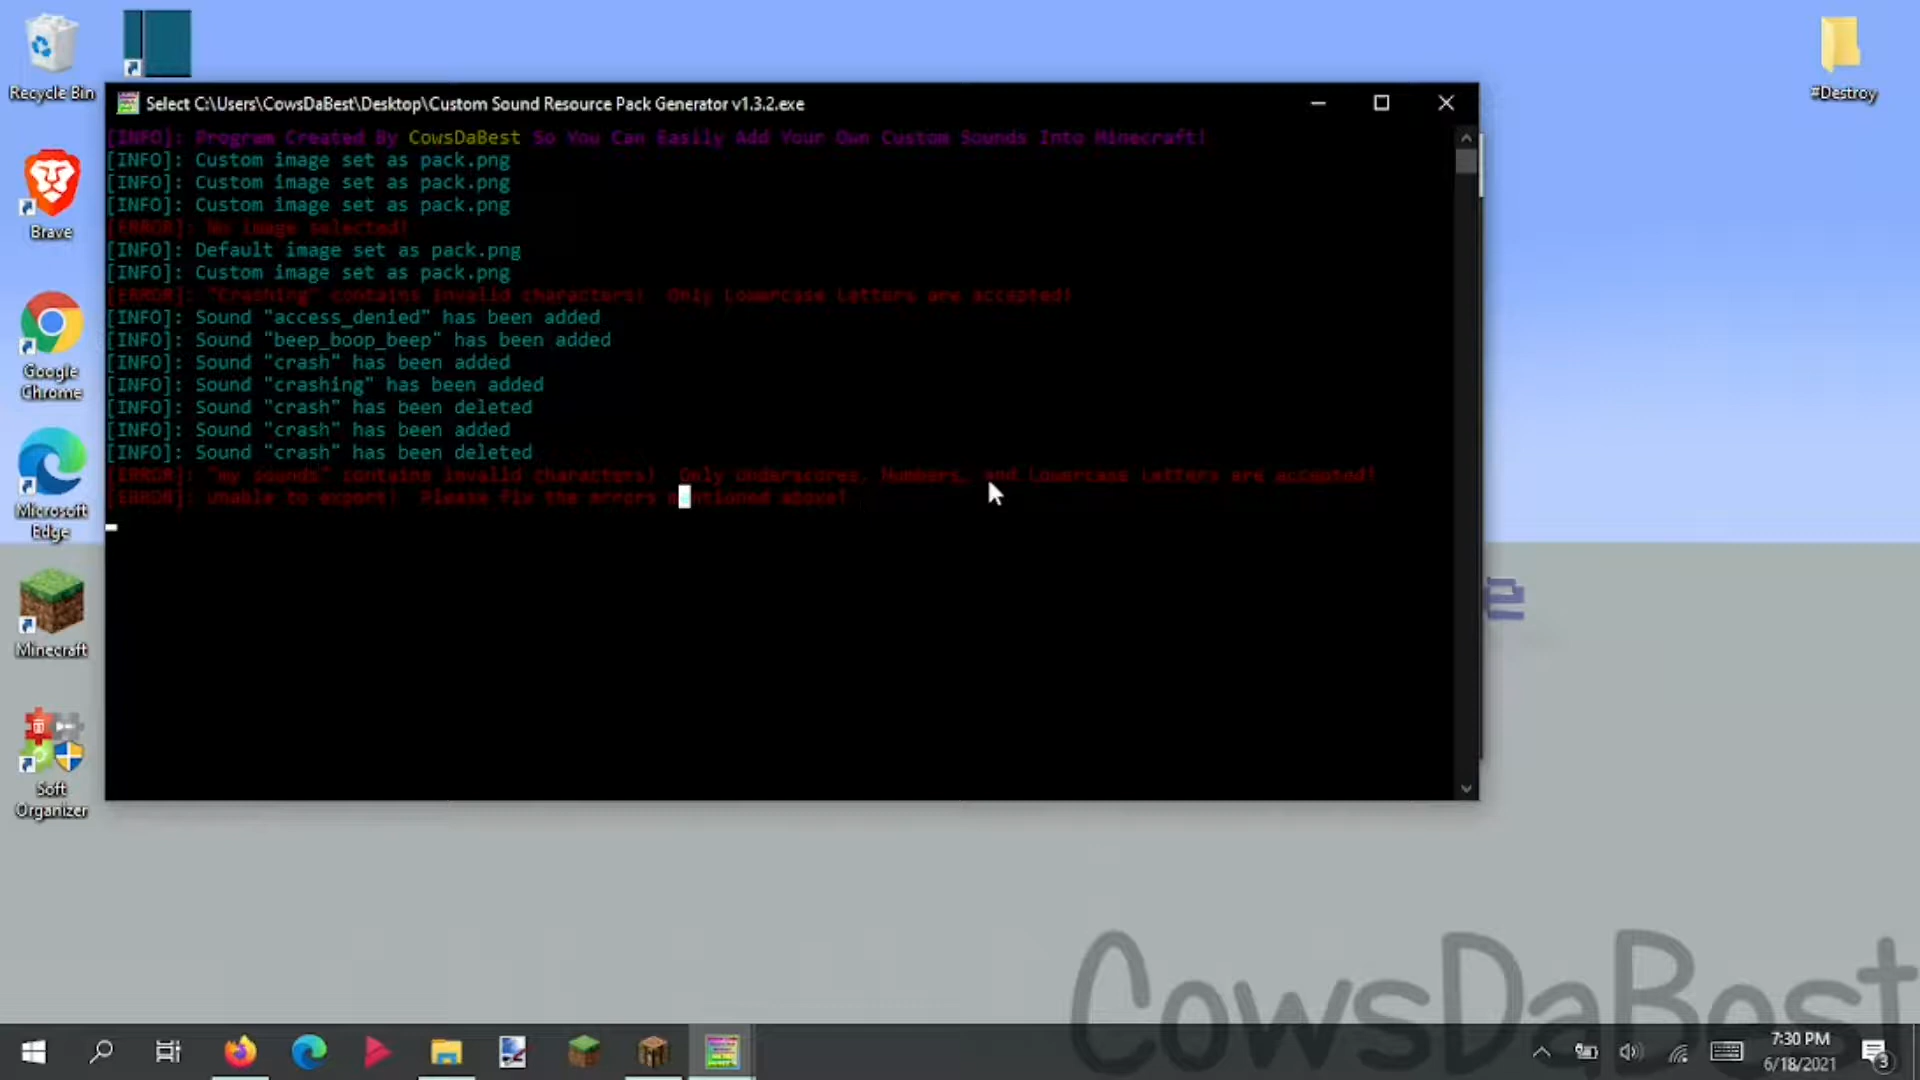 Recycle Bin
#Destroy
Select C:\Users\CowsDaBest\Desktop\Custom Sound Resource Pack Generator v1.3.2.exe
[INFO]: Program Created By CowsDaBest So You Can Easily Add Your Own Custom Sounds Into Minecraft!
[INFO]: Custom image set as pack.png
[INFO]: Custom image set as pack.png
[INFO]: Custom image set as pack.png
[ERROR]: No image selected!
[INFO]: Default image set as pack.png
[INFO]: Custom image set as pack.png
[ERROR]: "Crashing" contains invalid characters!  Only Lowercase Letters are accepted!
[INFO]: Sound "access_denied" has been added
[INFO]: Sound "beep_boop_beep" has been added
[INFO]: Sound "crash" has been added
[INFO]: Sound "crashing" has been added
[INFO]: Sound "crash" has been deleted
[INFO]: Sound "crash" has been added
[INFO]: Sound "crash" has been deleted
[ERROR]: "my sounds" contains invalid characters!  Only Underscores, Numbers, and Lowercase Letters are accepted!
[ERROR]: Unable to export!  Please fix the errors mentioned above!
Brave
Google
Chrome
Microsoft
Edge
Minecraft
Soft
Organizer
e
CowsDaBest
7:30 PM
6/18/2021
3